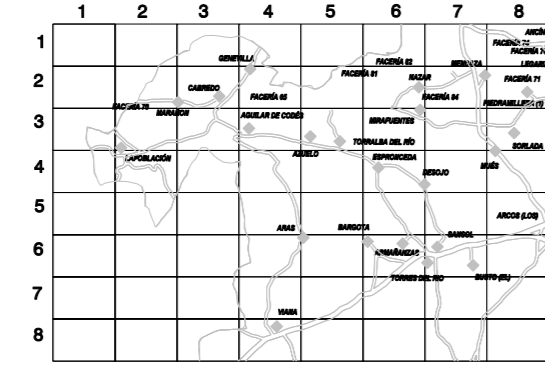 1 2 3 4 5 6 7 8
1
2
3
4
5
6
7
8
GENEVILLA
FACERÍA 82
MENDAZA
FACERÍA 81
NAZAR
FACERÍA 71
CABREDO
FACERÍA 65
FACERÍA 84
PIEDRAMILLERA (1)
MARAÑÓN
AGUILAR DE CODÉS
MIRAFUENTES
TORRALBA DEL RÍO
SORLADA
AZUELO
ESPRONCEDA
LAPOBLACIÓN
DESOJO
MUÉS
ARCOS (LOS)
ARAS
BARGOTA
SANSOL
ARMAÑANZAS
TORRES DEL RÍO
BUSTO (EL)
VIANA